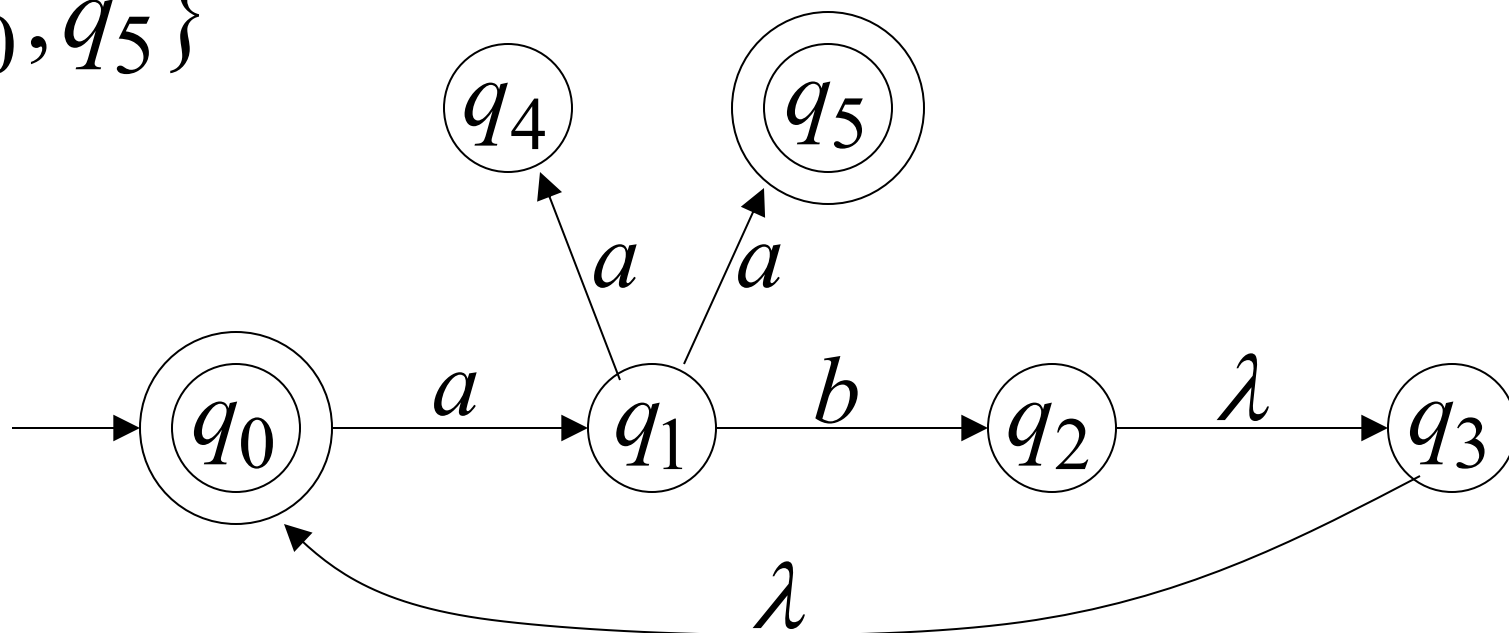 ,q₅}
q₄ q₅
a a
q₀ a q₁ b q₂ λ q₃
λ